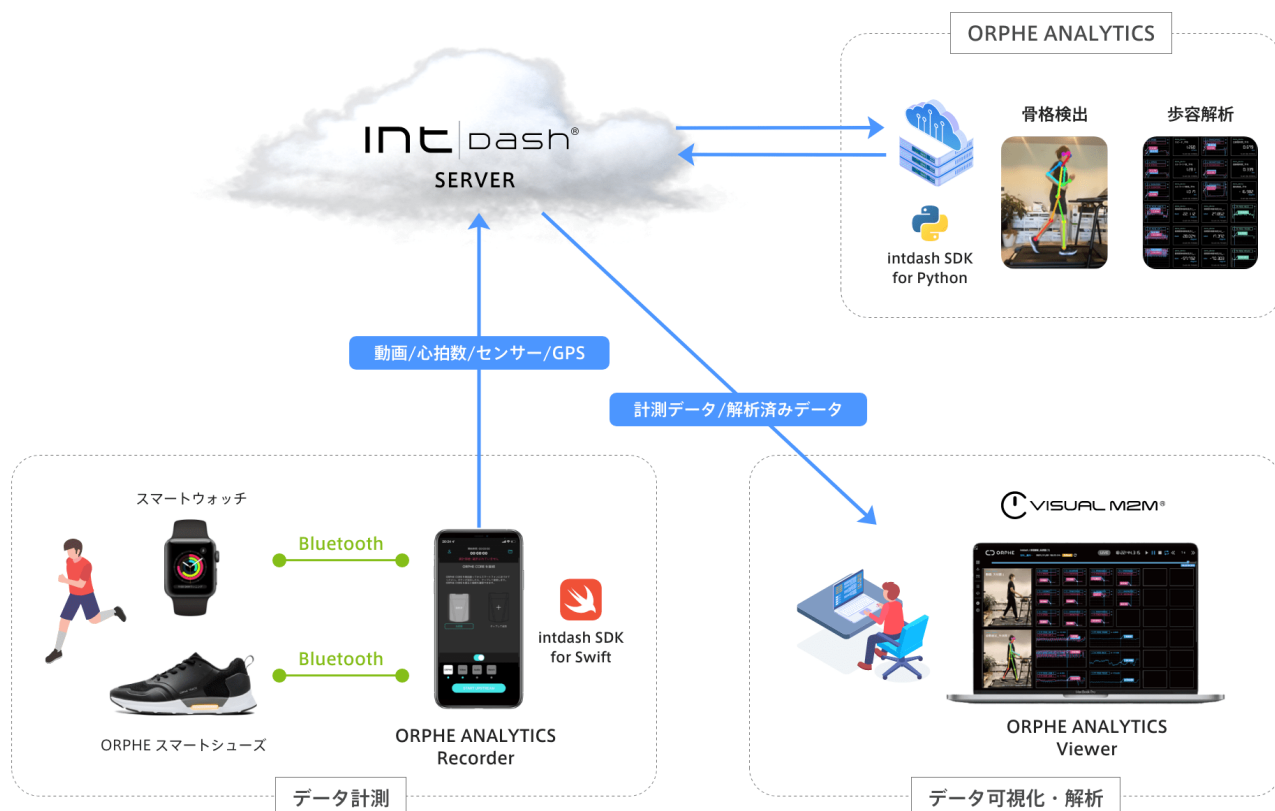 ORPHE ANALYTICS
intdash®
SERVER
骨格検出
歩容解析
intdash SDK
for Python
動画/心拍数/センサー/GPS
計測データ/解析済みデータ
スマートウォッチ
Bluetooth
Bluetooth
ORPHE スマートシューズ
intdash SDK
for Swift
ORPHE ANALYTICS
Recorder
データ計測
VISUAL M2M®
ORPHE
ORPHE ANALYTICS
Viewer
データ可視化・解析